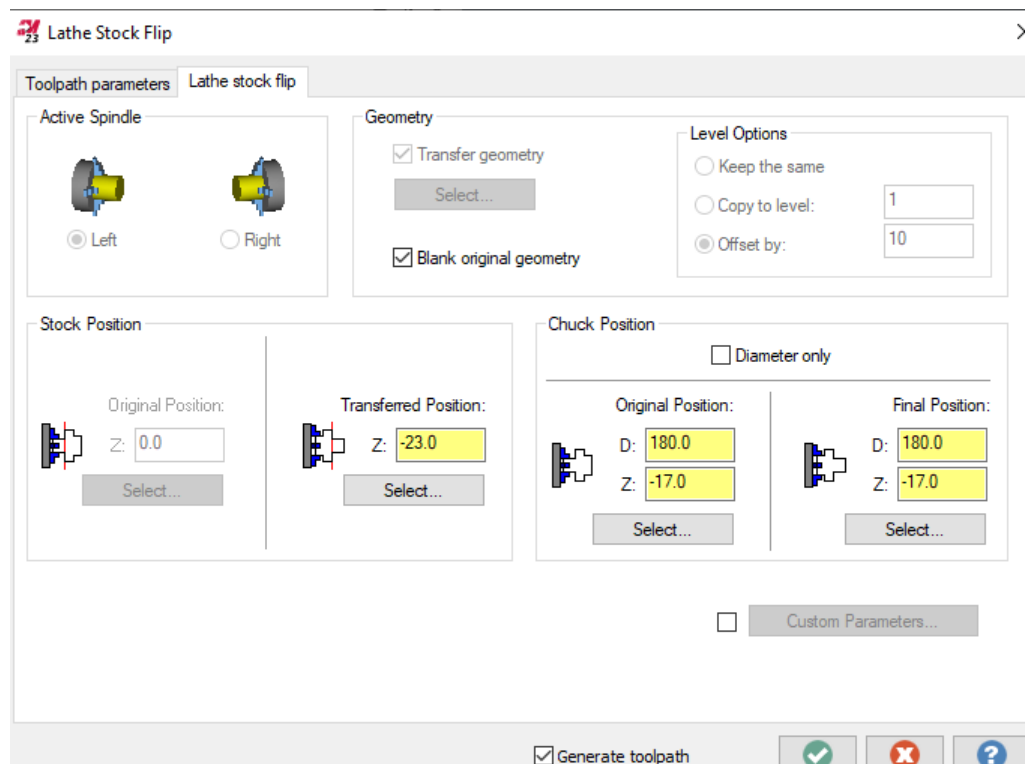 23 Lathe Stock Flip
Toolpath parameters Lathe stock flip
Active Spindle
Left Right
Geometry
Transfer geometry
Select...
Blank original geometry
Level Options
Keep the same
Copy to level: 1
Offset by: 10
Stock Position
Original Position:
Z: 0.0
Select...
Transferred Position:
Z: -23.0
Select...
Chuck Position
Diameter only
Original Position:
D: 180.0
Z: -17.0
Select...
Final Position:
D: 180.0
Z: -17.0
Select...
Custom Parameters...
Generate toolpath